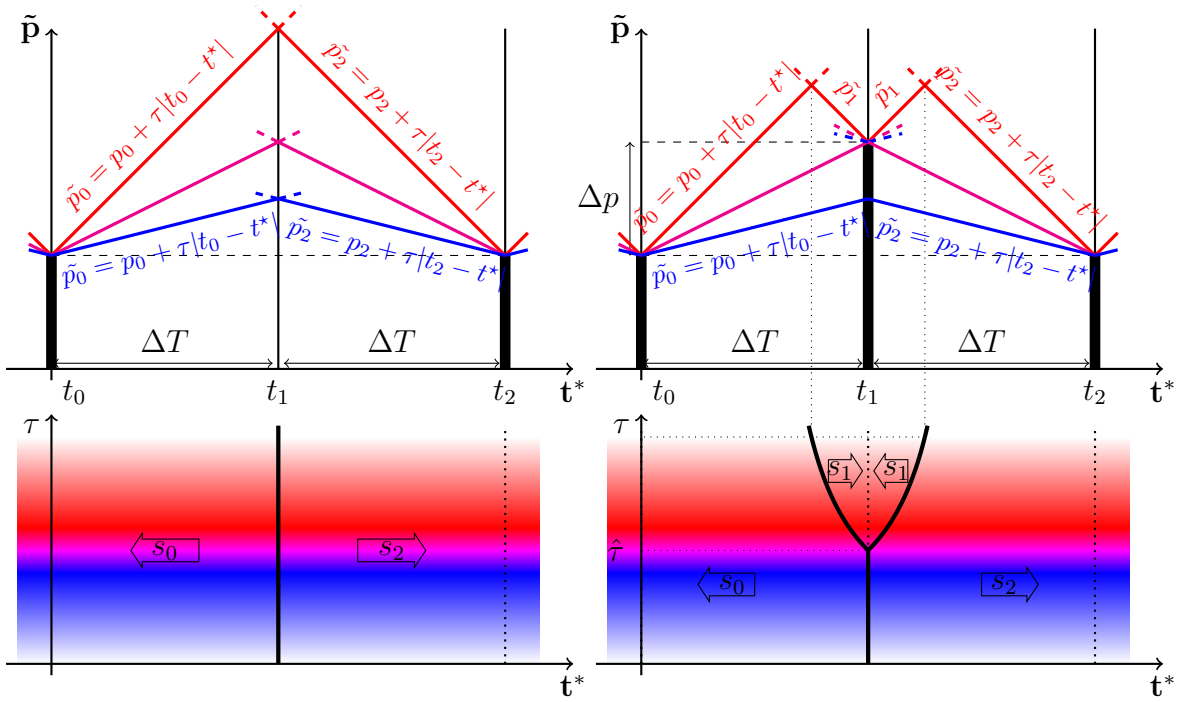 p̃
p̃₀ = p₀ + τ|t₀ − t⋆|
p̃₂ = p₂ + τ|t₂ − t⋆|
p̃₀ = p₀ + τ|t₀ − t⋆|
p̃₂ = p₂ + τ|t₂ − t⋆|
ΔT
ΔT
t₀
t₁
t₂
t*
p̃
p̃₀ = p₀ + τ|t₀ − t⋆|
p̃₁
p̃₁
p̃₂ = p₂ + τ|t₂ − t⋆|
Δp
p̃₀ = p₀ + τ|t₀ − t⋆|
p̃₂ = p₂ + τ|t₂ − t⋆|
ΔT
ΔT
t₀
t₁
t₂
t*
τ
s₀
s₂
t*
τ
s₁
s₁
τ̂
s₀
s₂
t*